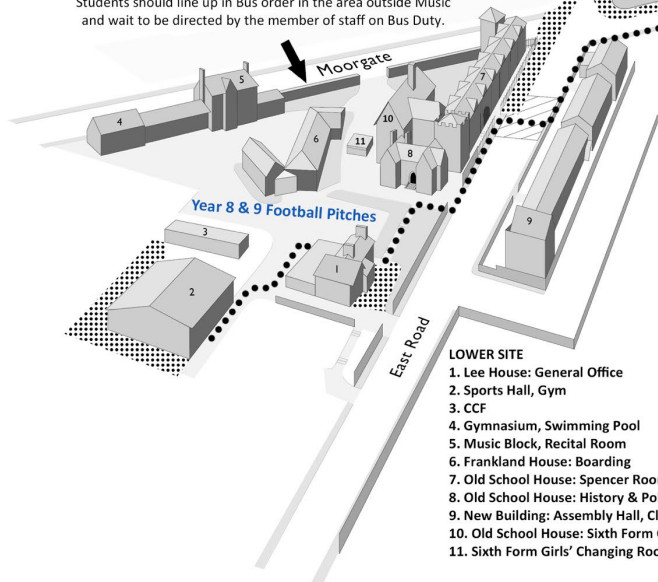 Students should line up in Bus order in the area outside Music
and wait to be directed by the member of staff on Bus Duty.
Moorgate
5
7
4
10
6
11
8
Year 8 & 9 Football Pitches
9
3
1
2
East Road
LOWER SITE
1. Lee House: General Office
2. Sports Hall, Gym
3. CCF
4. Gymnasium, Swimming Pool
5. Music Block, Recital Room
6. Frankland House: Boarding
7. Old School House: Spencer
8. Old School House: History &
9. New Building: Assembly Hall,
10. Old School House: Sixth Form
11. Sixth Form Girls' Changing